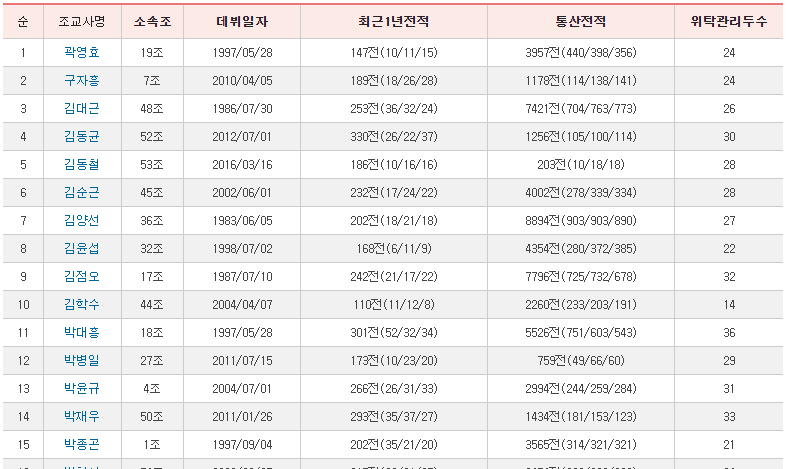 순 조교사명 소속조 데뷔일자 최근1년전적 통산전적 위탁관리두수
1 곽영효 19조 1997/05/28 147전(10/11/15) 3957전(440/398/356) 24
2 구자흥 7조 2010/04/05 189전(18/26/28) 1178전(114/138/141) 24
3 김대근 48조 1986/07/30 253전(36/32/24) 7421전(704/763/773) 26
4 김동균 52조 2012/07/01 330전(26/22/37) 1256전(105/100/114) 30
5 김동철 53조 2016/03/16 186전(10/16/16) 203전(10/18/18) 28
6 김순근 45조 2002/06/01 232전(17/24/22) 4002전(278/339/334) 28
7 김양선 36조 1983/06/05 202전(18/21/18) 8894전(903/903/890) 27
8 김윤섭 32조 1998/07/02 168전(6/11/9) 4354전(280/372/385) 22
9 김점오 17조 1987/07/10 242전(21/17/22) 7796전(725/732/678) 32
10 김학수 44조 2004/04/07 110전(11/12/8) 2260전(233/203/191) 14
11 박대흥 18조 1997/05/28 301전(52/32/34) 5526전(751/603/543) 36
12 박병일 27조 2011/07/15 173전(10/23/20) 759전(49/66/60) 29
13 박윤규 4조 2004/07/01 266전(26/31/33) 2994전(244/259/284) 31
14 박재우 50조 2011/01/26 293전(35/37/27) 1434전(181/153/123) 33
15 박종곤 1조 1997/09/04 202전(35/21/20) 3565전(314/321/321) 21